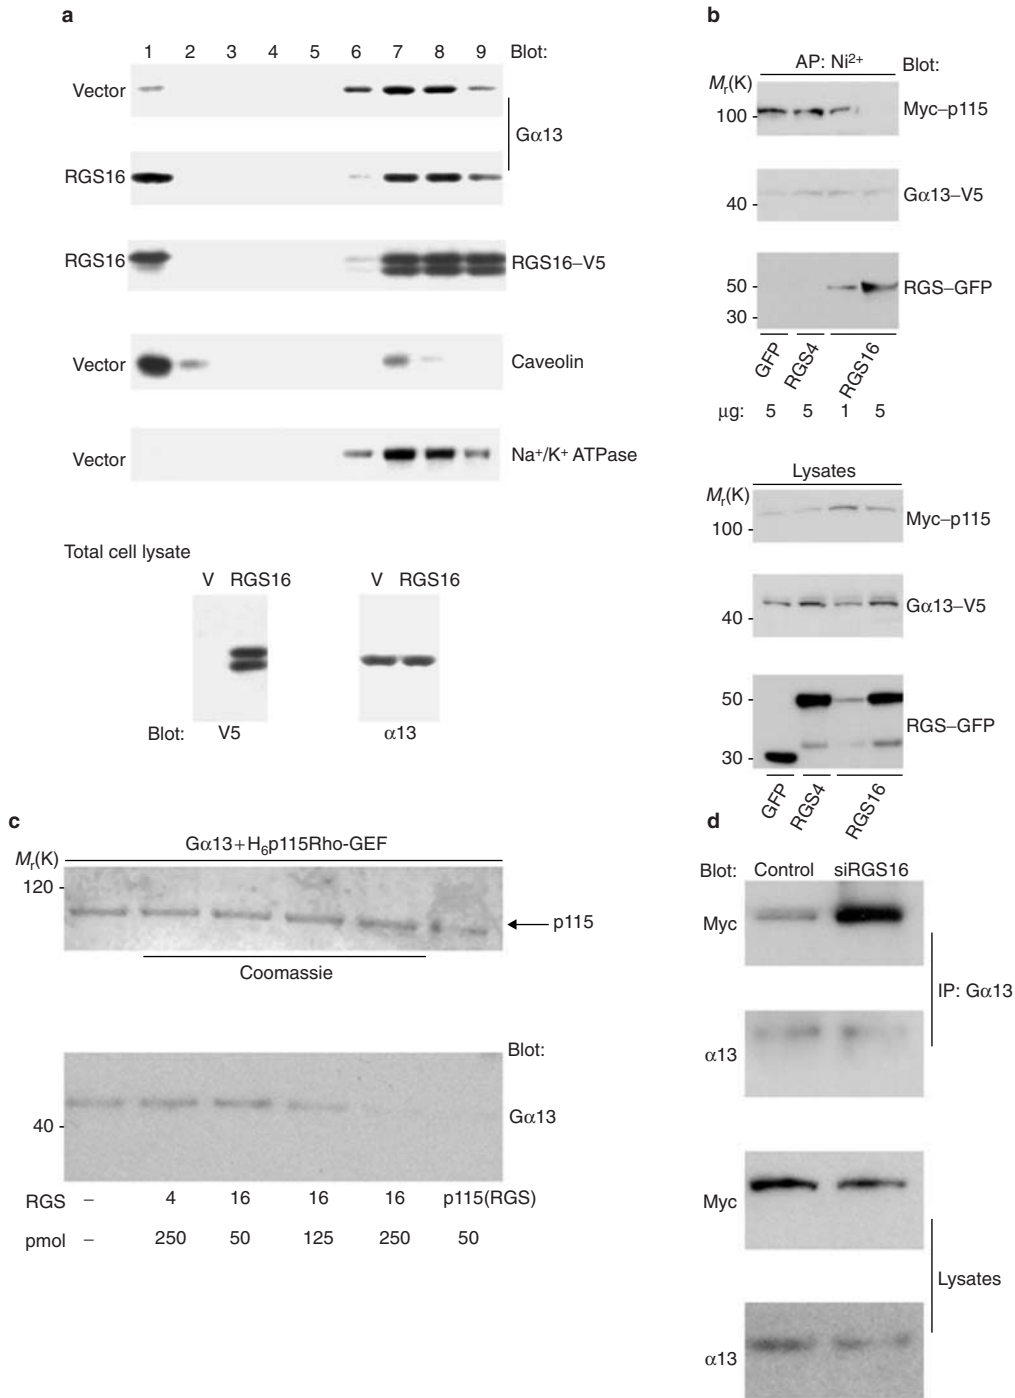 a
1 2 3 4 5 6 7 8 9 Blot:
Vector
Gα13
RGS16
RGS16 RGS16–V5
Vector Caveolin
Vector Na⁺/K⁺ ATPase
Total cell lysate
V RGS16 V RGS16
Blot: V5 α13
b
AP: Ni²⁺ Blot:
Mr(K)
100 - Myc–p115
40 - Gα13–V5
50 - RGS–GFP
30 -
GFP RGS4 RGS16
μg: 5 5 1 5
Lysates
Mr(K)
100 - Myc–p115
40 - Gα13–V5
50 - RGS–GFP
30 -
GFP RGS4 RGS16
c
Gα13+H₆p115Rho-GEF
Mr(K)
120 -
p115
Coomassie
Blot:
Gα13
40 -
RGS – 4 16 16 16 p115(RGS)
pmol – 250 50 125 250 50
d
Blot: Control siRGS16
Myc
IP: Gα13
α13
Myc
Lysates
α13